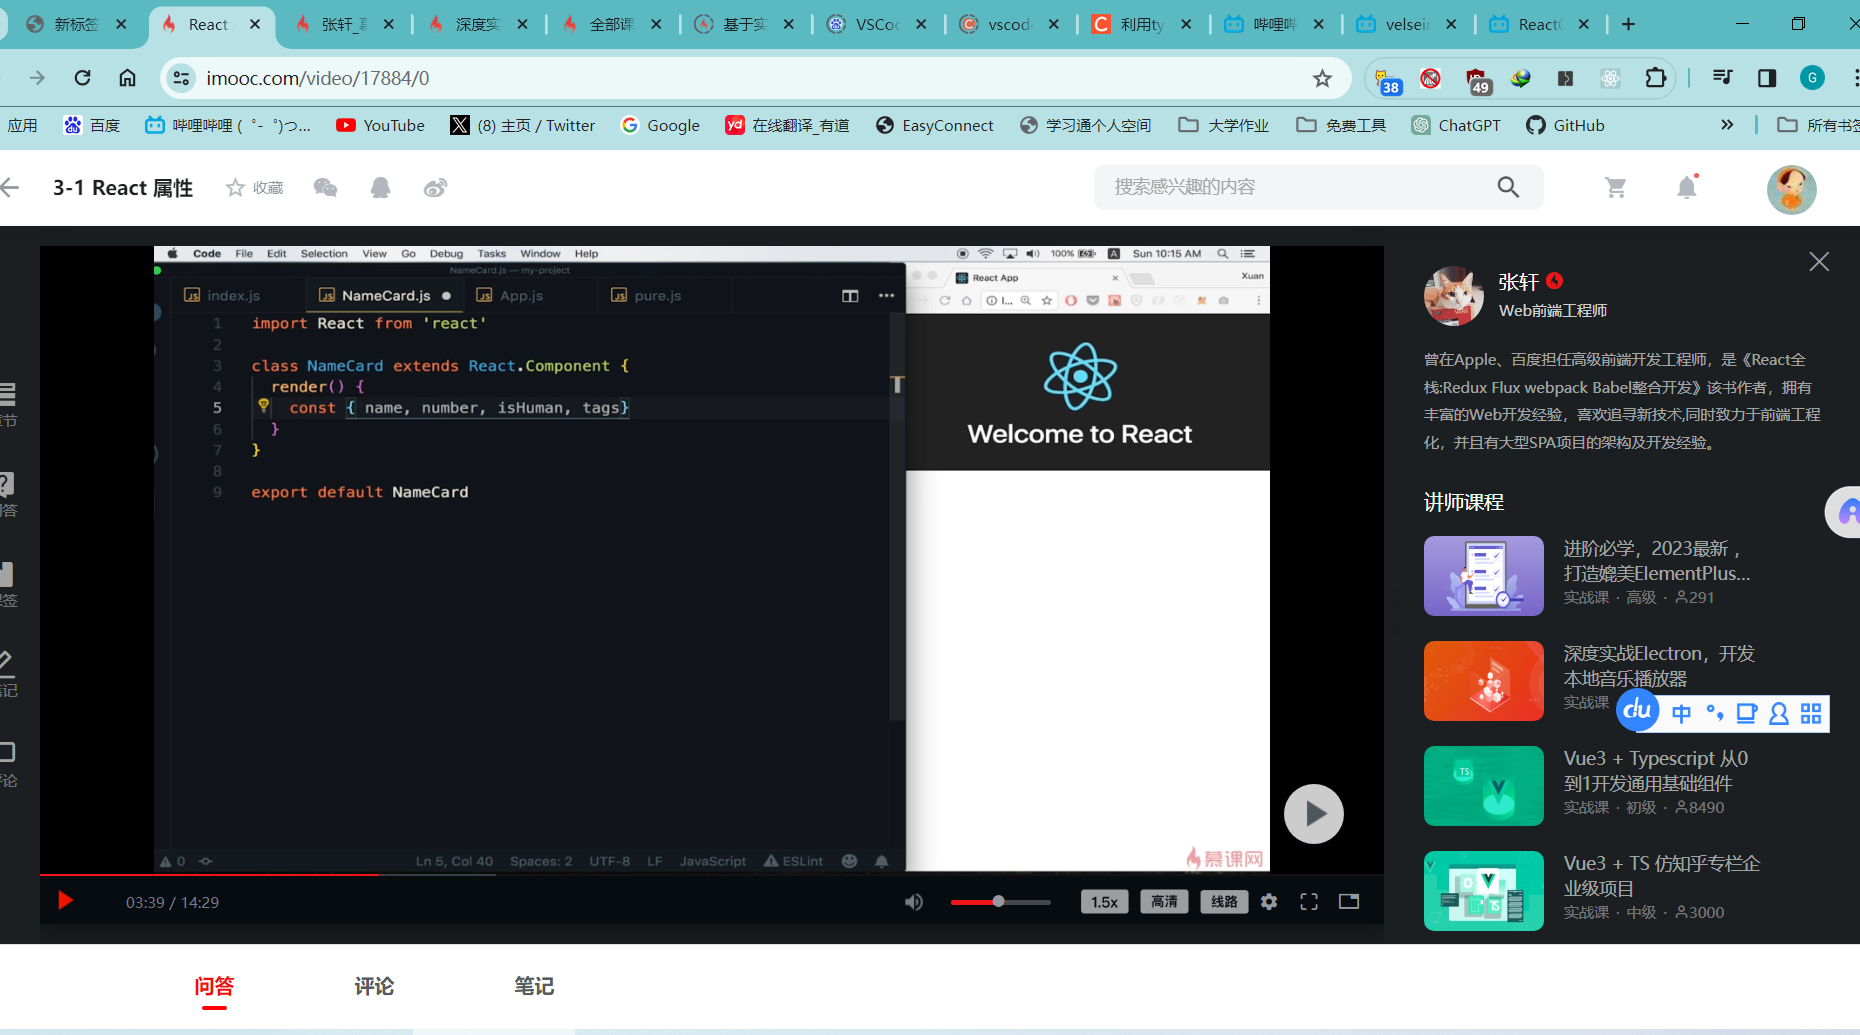 新标签
React
张轩_
深度实
全部课
基于实
VSCod
vscod
利用ty
哔哩哔
velsei
React
imooc.com/video/17884/0
38
49
G
应用
百度
哔哩哔哩 ( ゜- ゜)つ...
YouTube
(8) 主页 / Twitter
Google
yd
在线翻译_有道
EasyConnect
学习通个人空间
大学作业
免费工具
ChatGPT
GitHub
»
所有书签
3-1 React 属性
收藏
搜索感兴趣的内容
Code File Edit Selection View Go Debug Tasks Window Help
100%
Sun 10:15 AM
NameCard.js — my-project
JS index.js
JS NameCard.js
JS App.js
JS pure.js
React App
Xuan
1 import React from 'react'
2
3 class NameCard extends React.Component {
4 render() {
5 const { name, number, isHuman, tags}
6 }
7 }
8
9 export default NameCard
Welcome to React
0
Ln 5, Col 40 Spaces: 2 UTF-8 LF JavaScript ESLint
慕课网
03:39 / 14:29
1.5x
高清
线路
张轩
Web前端工程师
曾在Apple、百度担任高级前端开发工程师，是《React全
栈:Redux Flux webpack Babel整合开发》该书作者，拥有
丰富的Web开发经验，喜欢追寻新技术,同时致力于前端工程
化，并且有大型SPA项目的架构及开发经验。
讲师课程
进阶必学，2023最新，
打造媲美ElementPlus...
实战课 · 高级 · 291
深度实战Electron，开发
本地音乐播放器
实战课
du 中
TS
Vue3 + Typescript 从0
到1开发通用基础组件
实战课 · 初级 · 8490
TS
Vue3 + TS 仿知乎专栏企
业级项目
实战课 · 中级 · 3000
问答
评论
笔记